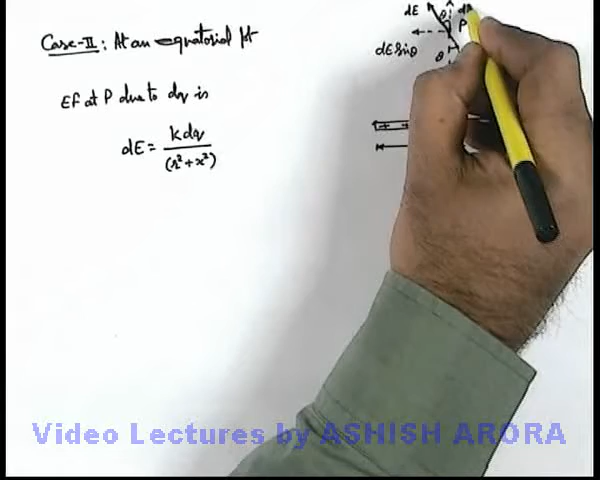 Case-II : At an equatorial pt
EF at P due to dq is
dE = kdq / (r² + x²)
dE
θ
P
dE sinθ
θ
+ +
Video Lectures by ASHISH ARORA